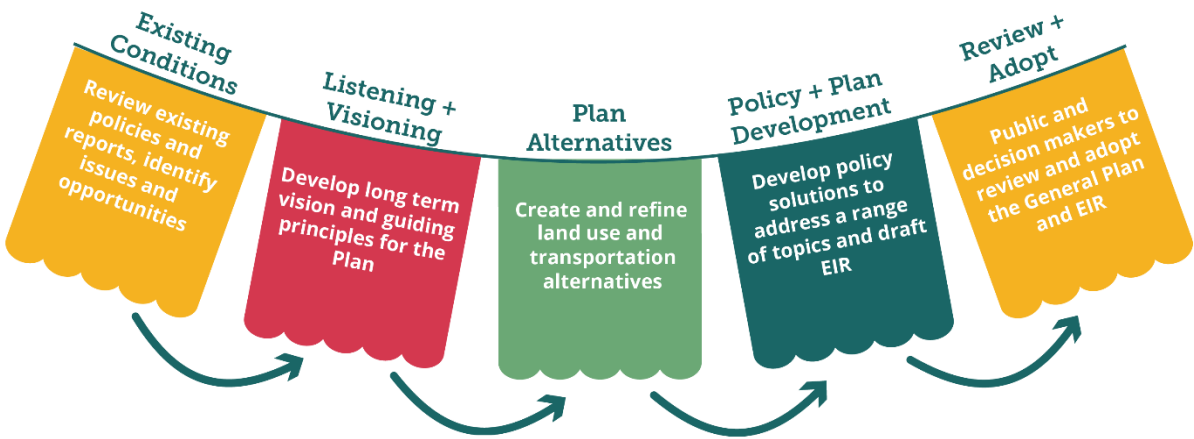 Existing
Conditions
Review existing
policies and
reports, identify
issues and
opportunities
Listening +
Visioning
Develop long term
vision and guiding
principles for the
Plan
Plan
Alternatives
Create and refine
land use and
transportation
alternatives
Policy + Plan
Development
Develop policy
solutions to
address a range
of topics and draft
EIR
Review +
Adopt
Public and
decision makers to
review and adopt
the General Plan
and EIR